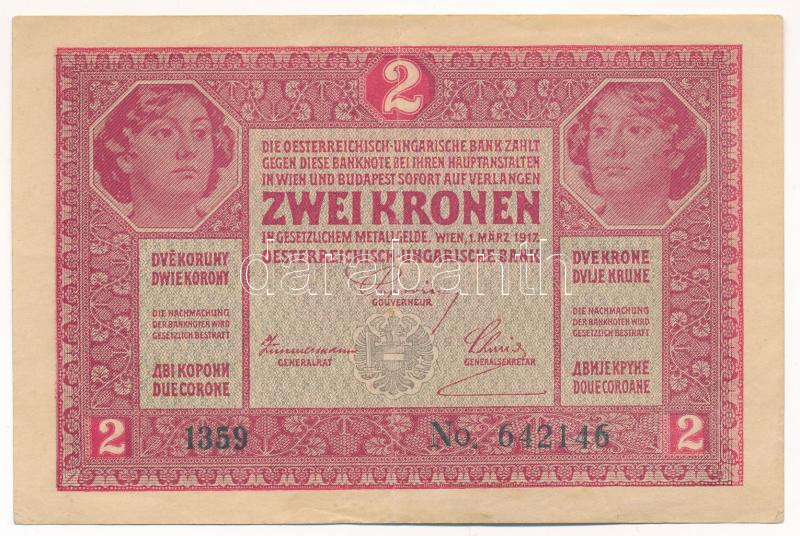 2
DIE OESTERREICHISCH-UNGARISCHE BANK ZAHLT
GEGEN DIESE BANKNOTE BEI IHREN HAUPTANSTALTEN
IN WIEN UND BUDAPEST SOFORT AUF VERLANGEN
ZWEI KRONEN
IN GESETZLICHEM METALLGELDE. WIEN, 1. MÄRZ 1917
OESTERREICHISCH-UNGARISCHE BANK
DVĚ KORUNY
DWIE KORONY
DIE NACHMACHUNG
DER BANKNOTEN WIRD
GESETZLICH BESTRAFT
ДВІ КОРОНИ
DUE CORONE
DVE KRONE
DVIJE KRUNE
DIE NACHMACHUNG
DER BANKNOTEN WIRD
GESETZLICH BESTRAFT
ДВИЈЕ КРУНЕ
DOUE COROANE
darabanth
GOUVERNEUR
Zimmermann
GENERALRAT
GENERALSEKRETÄR
2
1359
No. 642146
2